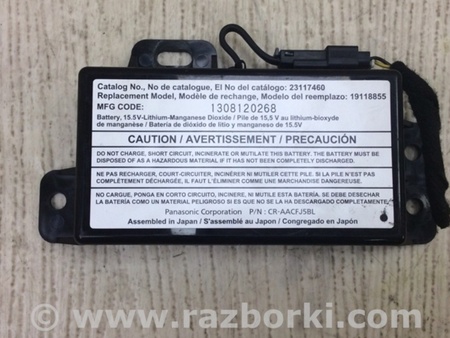 Catalog No., No de catalogue, El No del catálogo: 23117460
Replacement Model, Modèle de rechange, Modelo del reemplazo: 19118855
MFG CODE: 1308120268
Battery, 15.5V-Lithium-Manganese Dioxide / Pile de 15,5 V au lithium-bioxyde
de manganèse / Batería de dióxido de litio y manganeso de 15.5V
CAUTION / AVERTISSEMENT / PRECAUCIÓN
DO NOT CHARGE, SHORT CIRCUIT, INCINERATE OR MUTILATE THIS BATTERY. THE BATTERY MUST BE
DISPOSED OF AS A HAZARDOUS MATERIAL IF IT HAS NOT BEEN COMPLETELY DISCHARGED.
NE PAS RECHARGER, COURT-CIRCUITER, INCINÉRER NI MUTILER CETTE PILE. SI LA PILE N'EST PAS
COMPLÈTEMENT DÉCHARGÉE, IL FAUT L'ÉLIMINER COMME UNE MARCHANDISE DANGEREUSE.
NO CARGUE, PONGA EN CORTO CIRCUITO, INCINERE, NI MUTILE ESTA BATERÍA. SE DEBE DESECHAR
LA BATERÍA COMO UN MATERIAL PELIGROSO SI ES QUE NO SE LA HA DESCARGADO COMPLETAMENTE.
Panasonic Corporation P/N : CR-AACFJ5BL
Assembled in Japan / S'assemblé au Japon / Congregado en Japón
www.razborki.com